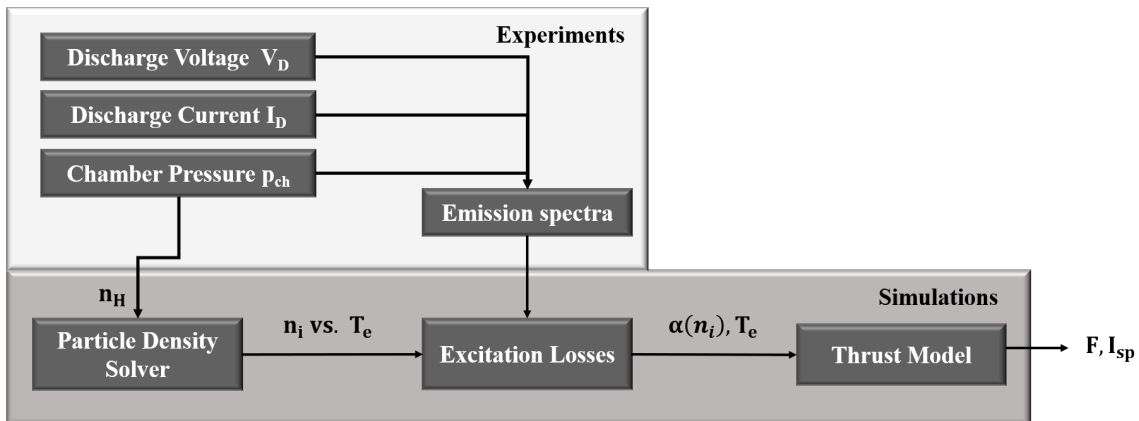 Experiments
Discharge Voltage V_D
Discharge Current I_D
Chamber Pressure p_ch
Emission spectra
Simulations
n_H
Particle Density
Solver
n_i vs. T_e
Excitation Losses
α(n_i), T_e
Thrust Model
F, I_sp